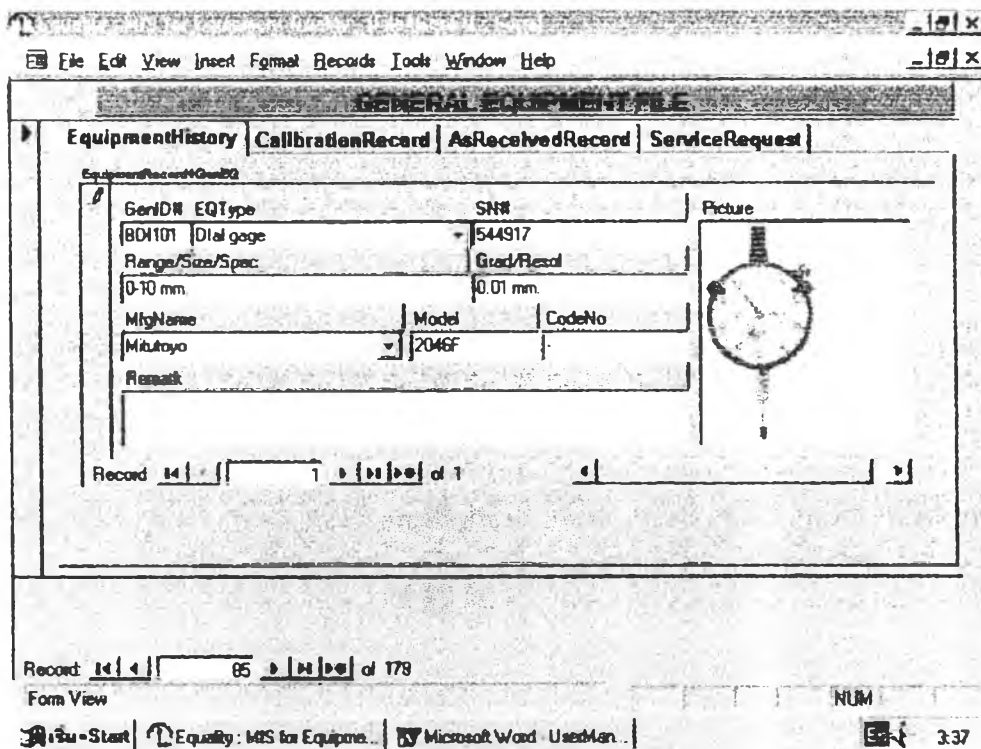 File Edit View Insert Format Records Tools Window Help
GENERAL EQUIPMENT FILE
EquipmentHistory CalibrationRecord AsReceivedRecord ServiceRequest
GenID# EQType SN# Picture
BDI101 Dial gage 544917
Range/Size/Spec Grad/Resol
0-10 mm. 0.01 mm.
MfgName Model CodeNo
Mitutoyo 2046F -
Remark
Record 1 of 1
Record: 85 of 179
Form View NUM
Start Equality : MIS for Equipme... Microsoft Word - UserMan... En 3:37